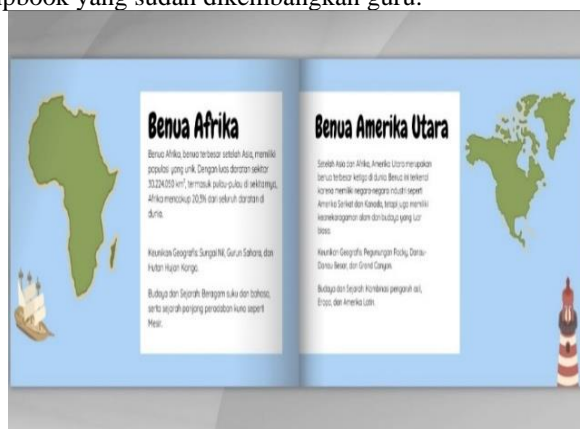 pbook yang sudah dikembangkan guru.
Benua Afrika
Benua Afrika, benua terbesar setelah Asia, memiliki
populasi yang unik. Dengan luas daratan sekitar
30.224.050 km², termasuk pulau-pulau di sekitarnya,
Afrika mencakup 20,3% dari seluruh daratan di
dunia.
Keunikan Geografis: Sungai Nil, Gurun Sahara, dan
Hutan Hujan Kongo.
Budaya dan Sejarah: Beragam suku dan bahasa,
serta sejarah panjang peradaban kuno seperti
Mesir.
Benua Amerika Utara
Setelah Asia dan Afrika, Amerika Utara merupakan
benua terbesar ketiga di dunia. Benua ini terkenal
karena memiliki negara-negara industri seperti
Amerika Serikat dan Kanada, tetapi juga memiliki
keanekaragaman alam dan budaya yang luar
biasa.
Keunikan Geografis: Pegunungan Rocky, Danau-
Danau Besar, dan Grand Canyon.
Budaya dan Sejarah: Kombinasi pengaruh asli,
Eropa, dan Amerika Latin.